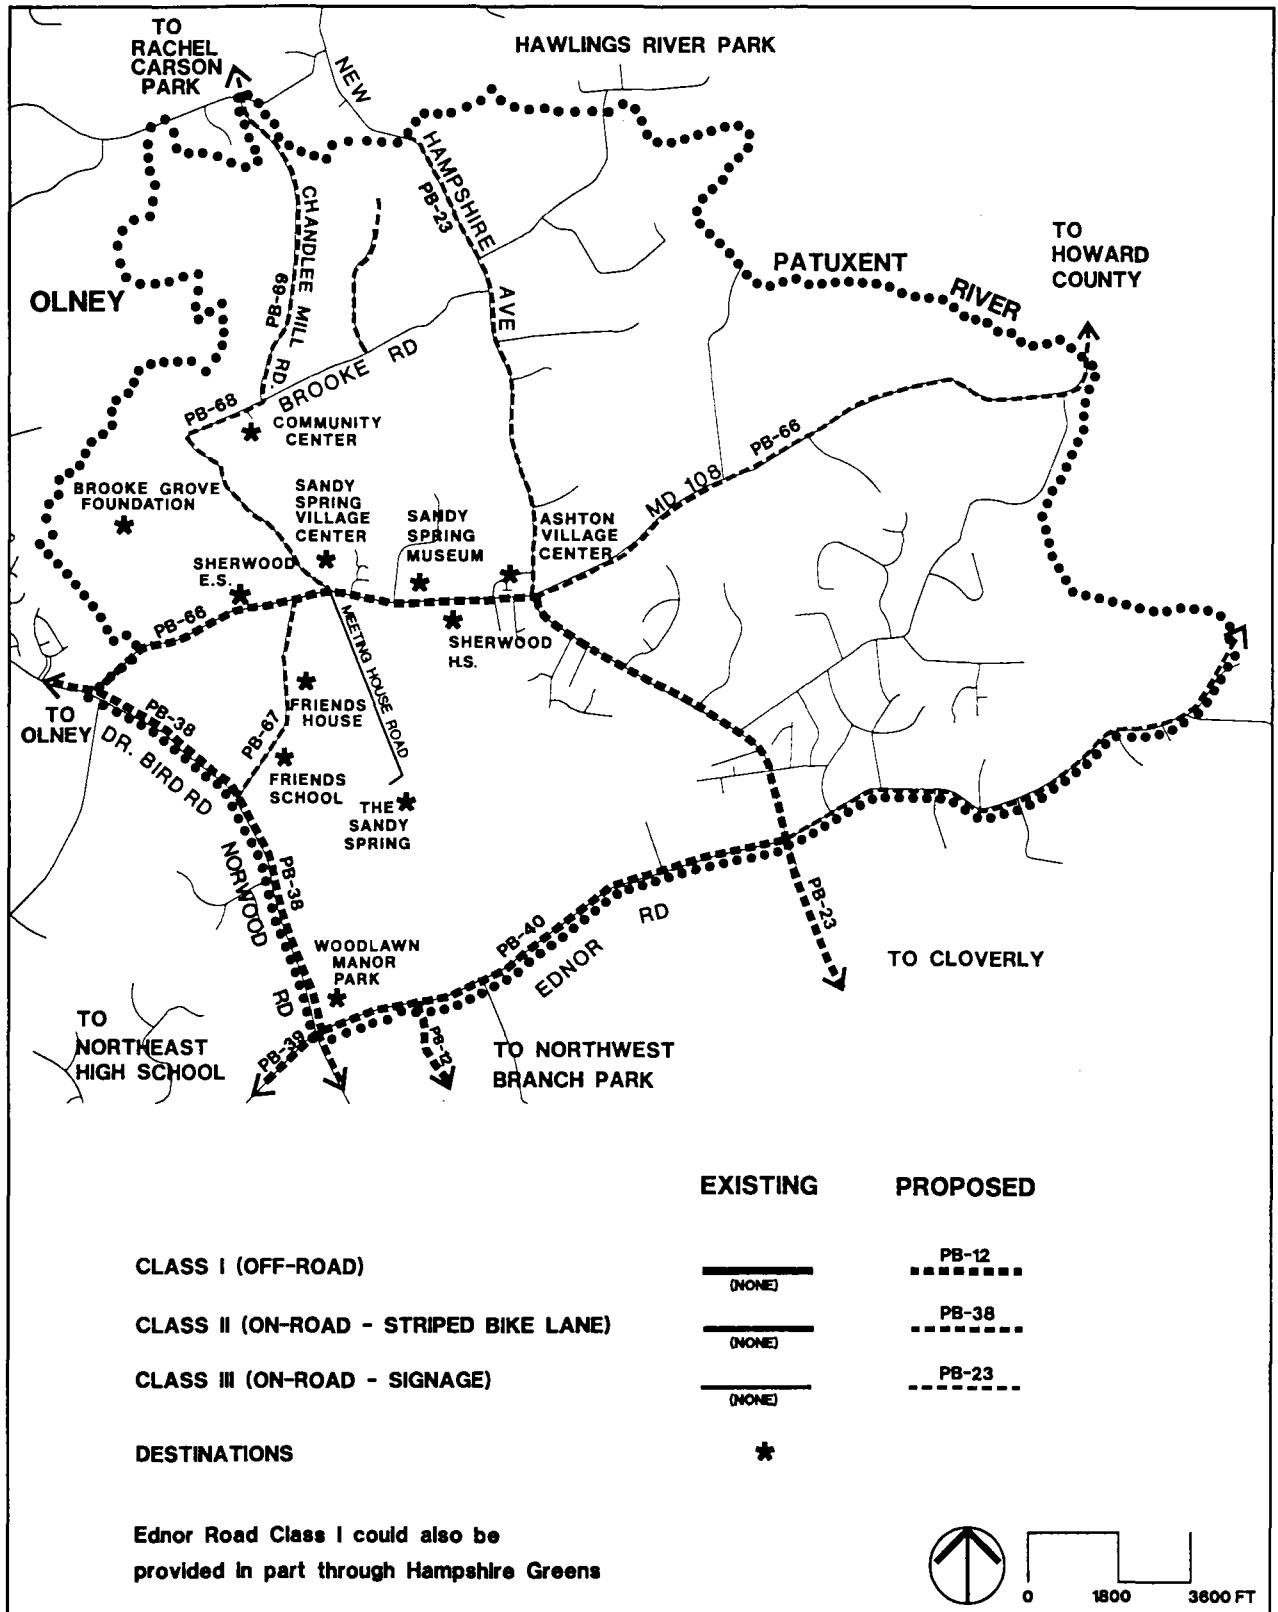 TO
RACHEL
CARSON
PARK
HAWLINGS RIVER PARK
NEW
HAMPSHIRE
AVE
PB-23
CHANDLEE MILL RD.
PB-69
OLNEY
PATUXENT
RIVER
TO
HOWARD
COUNTY
BROOKE RD
PB-68
COMMUNITY
CENTER
PB-66
MD 108
BROOKE GROVE
FOUNDATION
SANDY
SPRING
VILLAGE
CENTER
SANDY
SPRING
MUSEUM
ASHTON
VILLAGE
CENTER
SHERWOOD
E.S.
PB-66
MEETING HOUSE ROAD
SHERWOOD
H.S.
FRIENDS
HOUSE
TO
OLNEY
PB-38
DR. BIRD RD
PB-67
FRIENDS
SCHOOL
THE
SANDY
SPRING
NORWOOD
RD
PB-38
PB-23
RD
PB-40
EDNOR
WOODLAWN
MANOR
PARK
TO CLOVERLY
TO
NORTHEAST
HIGH SCHOOL
PB-39
PB-12
TO NORTHWEST
BRANCH PARK
EXISTING PROPOSED
CLASS I (OFF-ROAD) (NONE) PB-12
CLASS II (ON-ROAD - STRIPED BIKE LANE) (NONE) PB-38
CLASS III (ON-ROAD - SIGNAGE) (NONE) PB-23
DESTINATIONS *
Ednor Road Class I could also be
provided in part through Hampshire Greens
0 1800 3600 FT